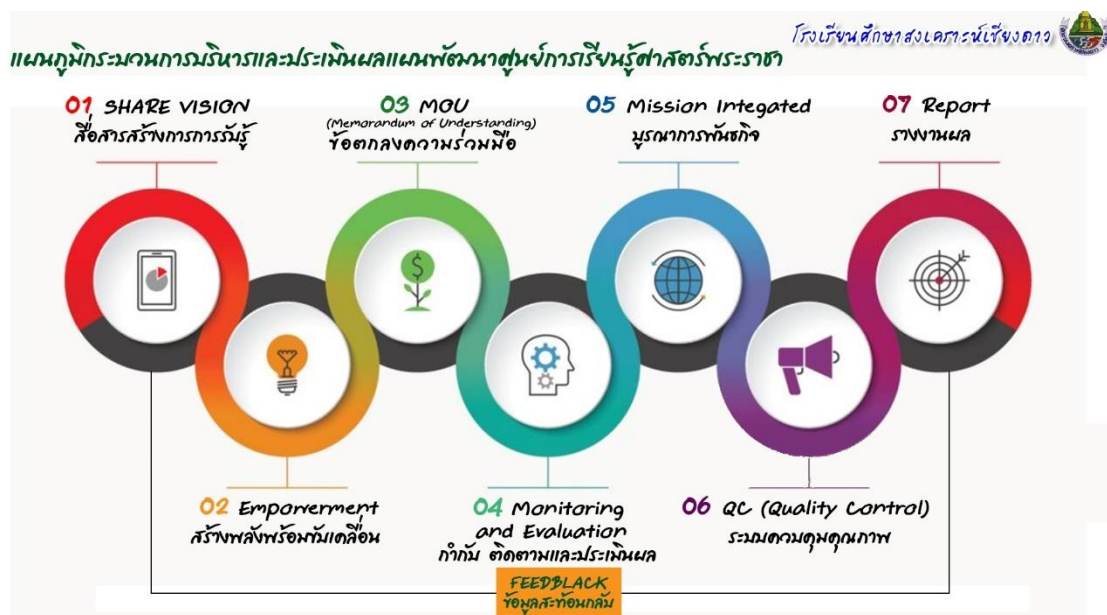 โรงเรียนศึกษาสงเคราะห์เชียงดาว
แผนภูมิกระบวนการบริหารและประเมินผลแผนพัฒนาศูนย์การเรียนรู้ศาสตร์พระราชา
01 SHARE VISION
สื่อสารสร้างการการรับรู้
03 MOU
(Memorandum of Understanding)
ข้อตกลงความร่วมมือ
05 Mission Integated
บูรณาการพันธกิจ
07 Report
รายงานผล
$
02 Emporverment
สร้างพลังพร้อมขับเคลื่อน
04 Monitoring
and Evaluation
กำกับ ติดตามและประเมินผล
06 QC (Quality Control)
ระบบควบคุมคุณภาพ
FEEDBLACK
ข้อมูลสะท้อนกลับ